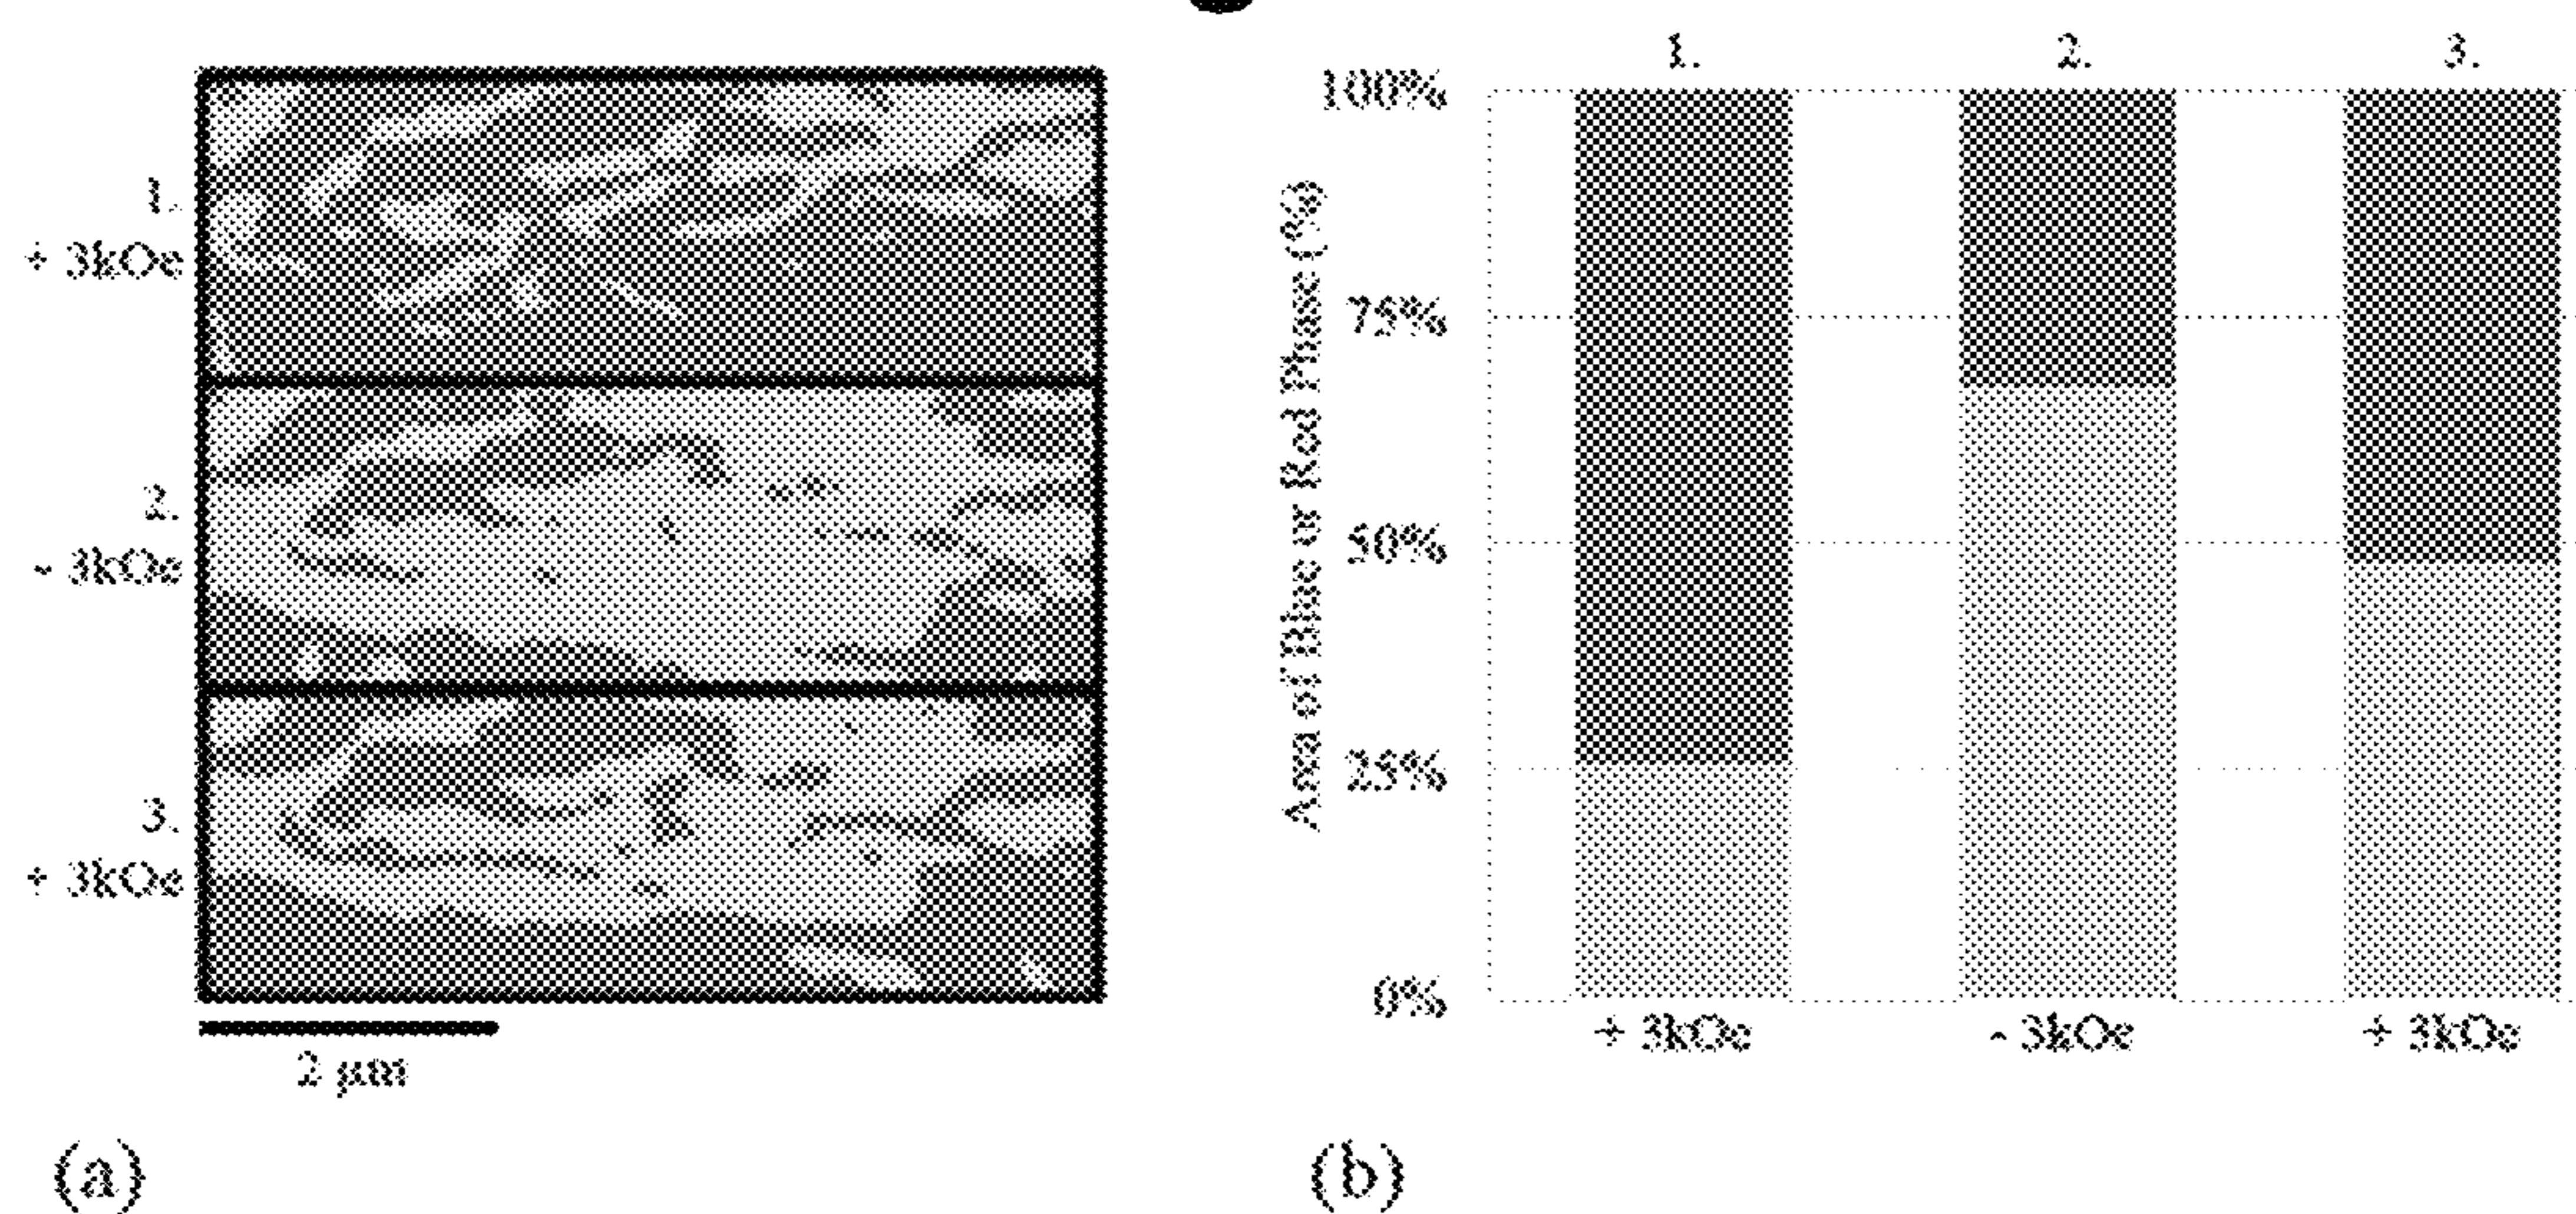 1.
+ 3kOe
2.
- 3kOe
3.
+ 3kOe
2 μm
(a)
1. 2. 3.
Area of Blue or Red Phase (%)
100%
75%
50%
25%
0%
+ 3kOe - 3kOe + 3kOe
(b)